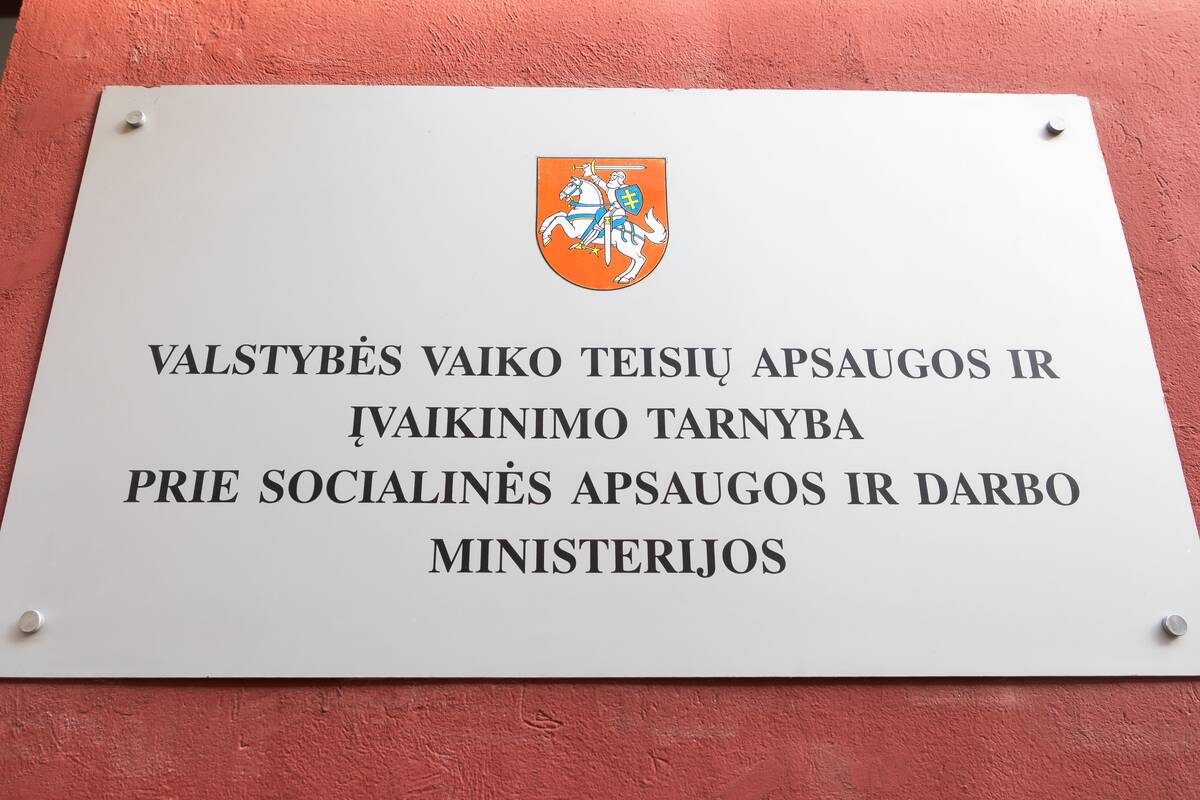 VALSTYBĖS VAIKO TEISIŲ APSAUGOS IR
ĮVAIKINIMO TARNYBA
PRIE SOCIALINĖS APSAUGOS IR DARBO
MINISTERIJOS